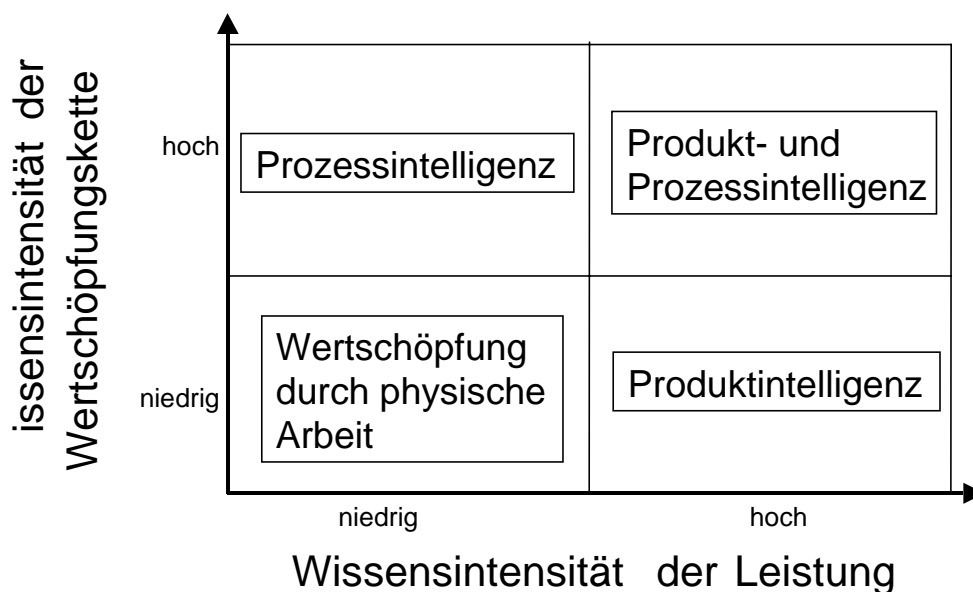 issensintensität der
Wertschöpfungskette
hoch
Prozessintelligenz
Produkt- und
Prozessintelligenz
niedrig
Wertschöpfung
durch physische
Arbeit
Produktintelligenz
niedrig
hoch
Wissensintensität der Leistung